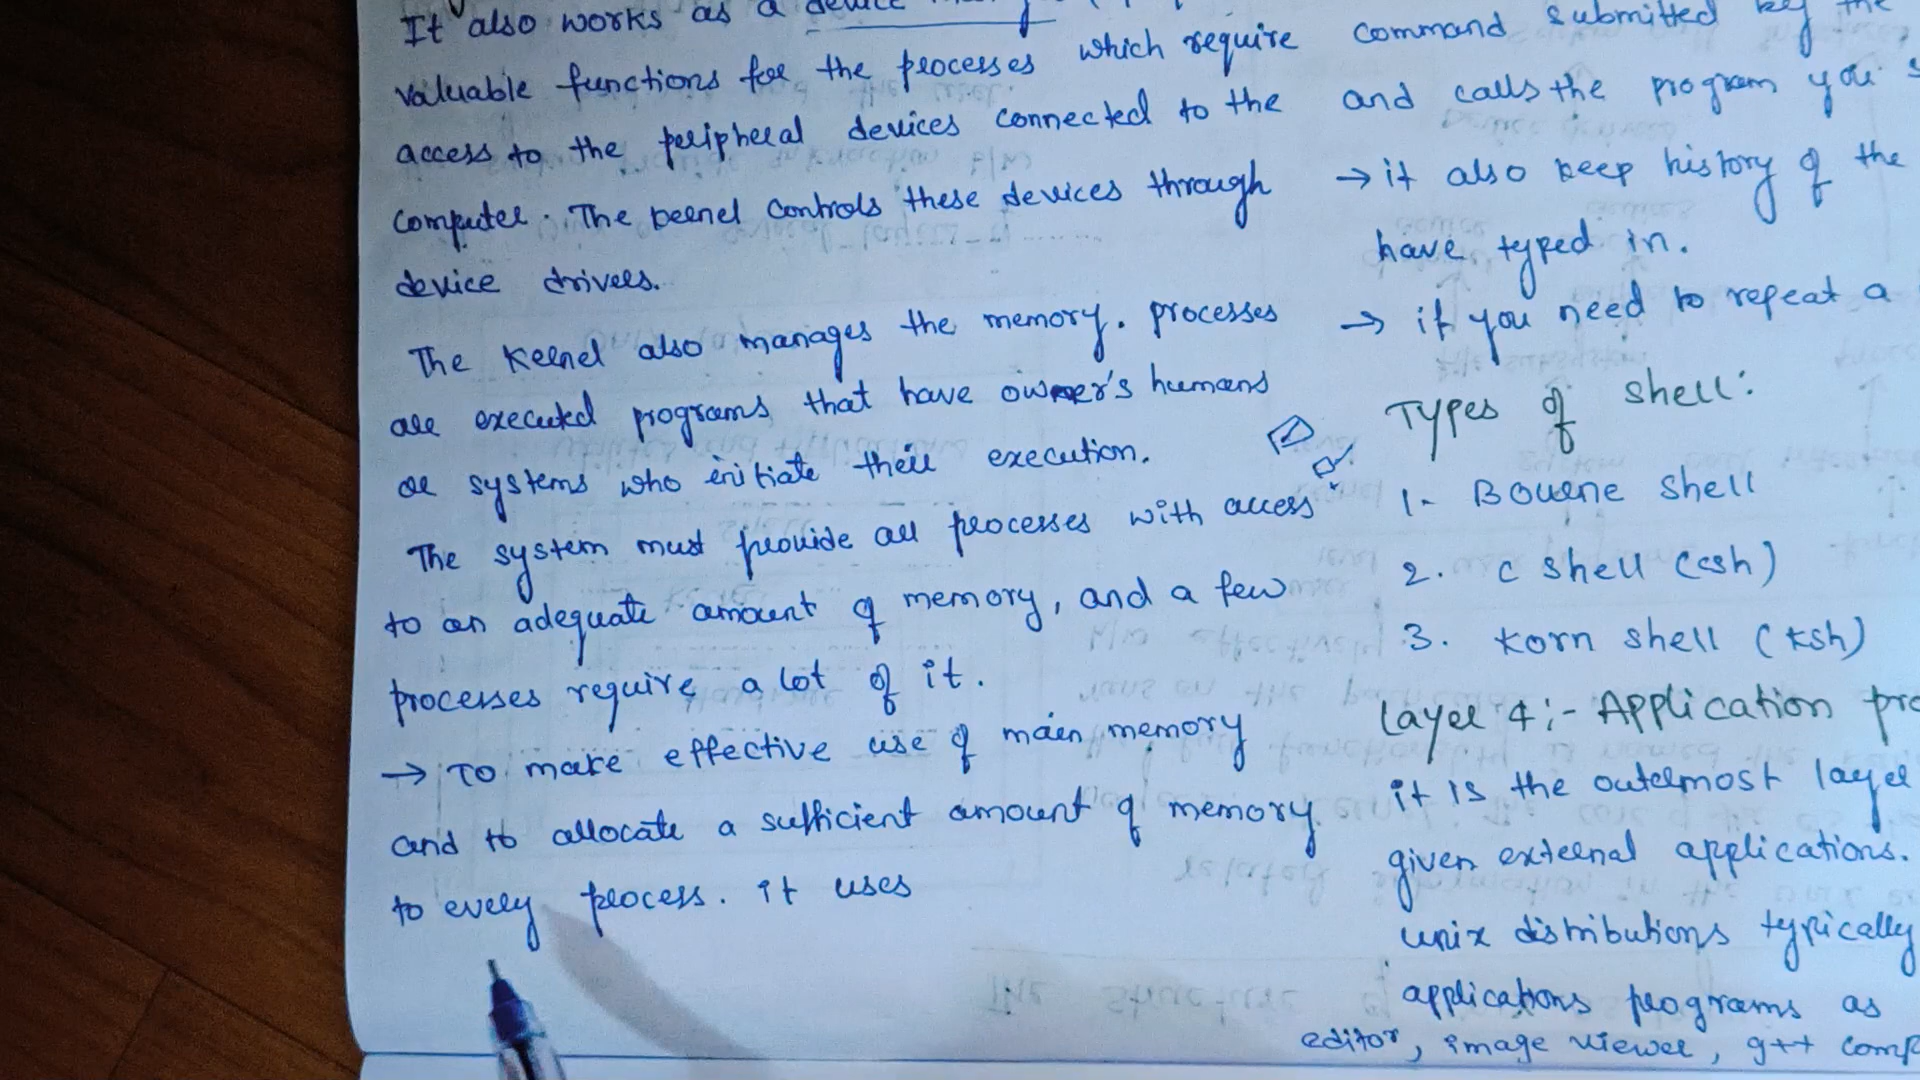 It also works as a device
valuable functions for the processes which require
access to the peripheral devices connected to the
computer. The kernel controls these devices through
device drivers.
The Kernel also manages the memory. processes
are executed programs that have owner's humans
or systems who initiate their execution.
The system must provide all processes with access
to an adequate amount of memory, and a few
processes require a lot of it.
→ To make effective use of main memory
and to allocate a sufficient amount of memory
to every process. it uses
command submitted by the
and calls the program you
→ it also keep history of the
have typed in.
→ if you need to repeat a
Types of shell:
1- Bourne shell
2. C shell (csh)
3. Korn shell (ksh)
Layer 4:- Application pro
it is the outermost layer
given external applications.
unix distributions typically
applications programs as
editor, image viewer, g++ comp